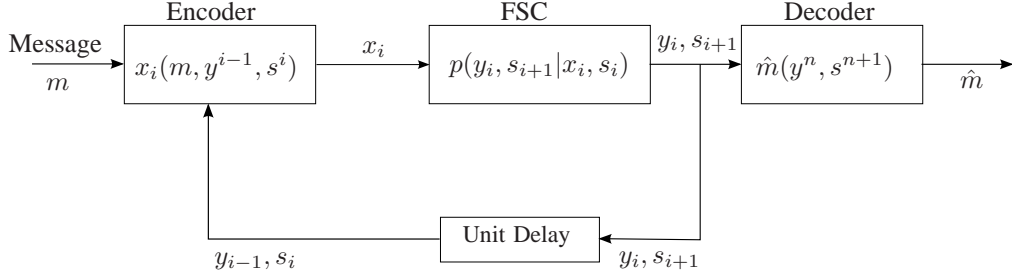 Encoder
FSC
Decoder
Message
m
x_i(m, y^{i-1}, s^i)
x_i
p(y_i, s_{i+1}|x_i, s_i)
y_i, s_{i+1}
\hat{m}(y^n, s^{n+1})
\hat{m}
Unit Delay
y_{i-1}, s_i
y_i, s_{i+1}